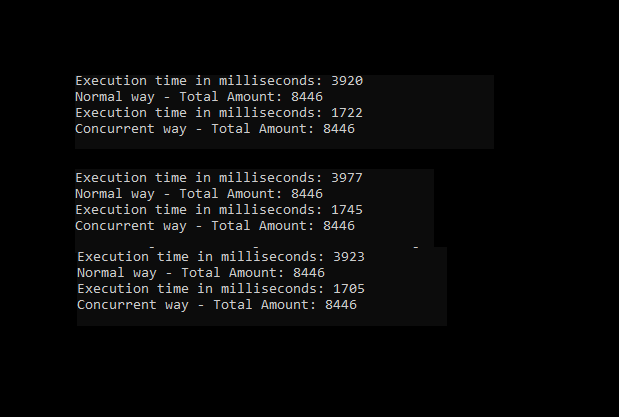 Execution time in milliseconds: 3920
Normal way - Total Amount: 8446
Execution time in milliseconds: 1722
Concurrent way - Total Amount: 8446
Execution time in milliseconds: 3977
Normal way - Total Amount: 8446
Execution time in milliseconds: 1745
Concurrent way - Total Amount: 8446
Execution time in milliseconds: 3923
Normal way - Total Amount: 8446
Execution time in milliseconds: 1705
Concurrent way - Total Amount: 8446